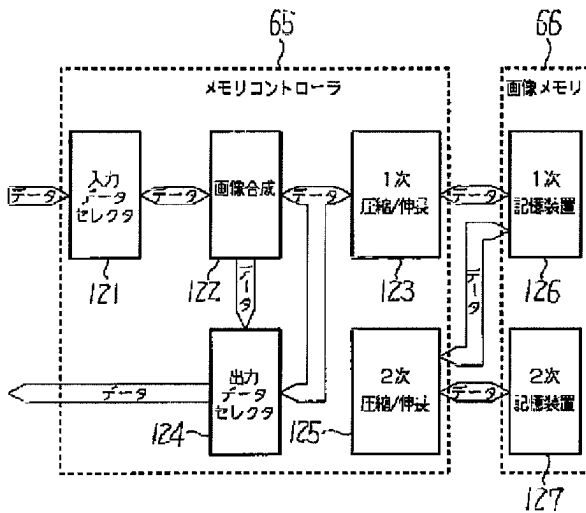 65
66
メモリコントローラ
画像メモリ
データ
入力
データ
セレクタ
データ
画像合成
データ
1次
圧縮/伸長
データ
1次
記憶装置
121
122
データ
123
データ
126
データ
出力
データ
セレクタ
2次
圧縮/伸長
データ
2次
記憶装置
124
125
127